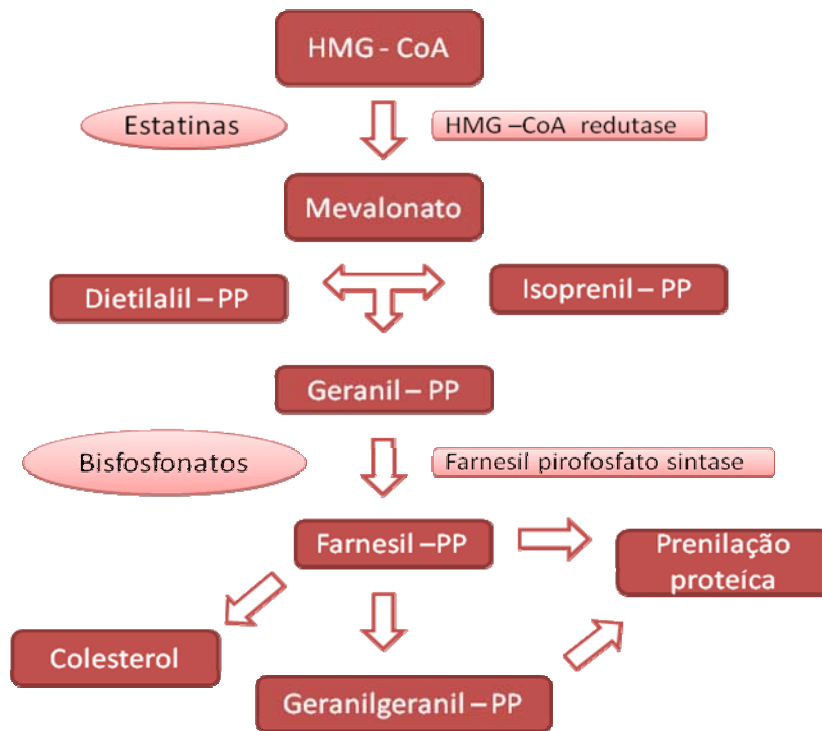 HMG - CoA
Estatinas
HMG –CoA redutase
Mevalonato
Dietilalil – PP
Isoprenil – PP
Geranil – PP
Bisfosfonatos
Farnesil pirofosfato sintase
Farnesil –PP
Prenilação
proteíca
Colesterol
Geranilgeranil – PP